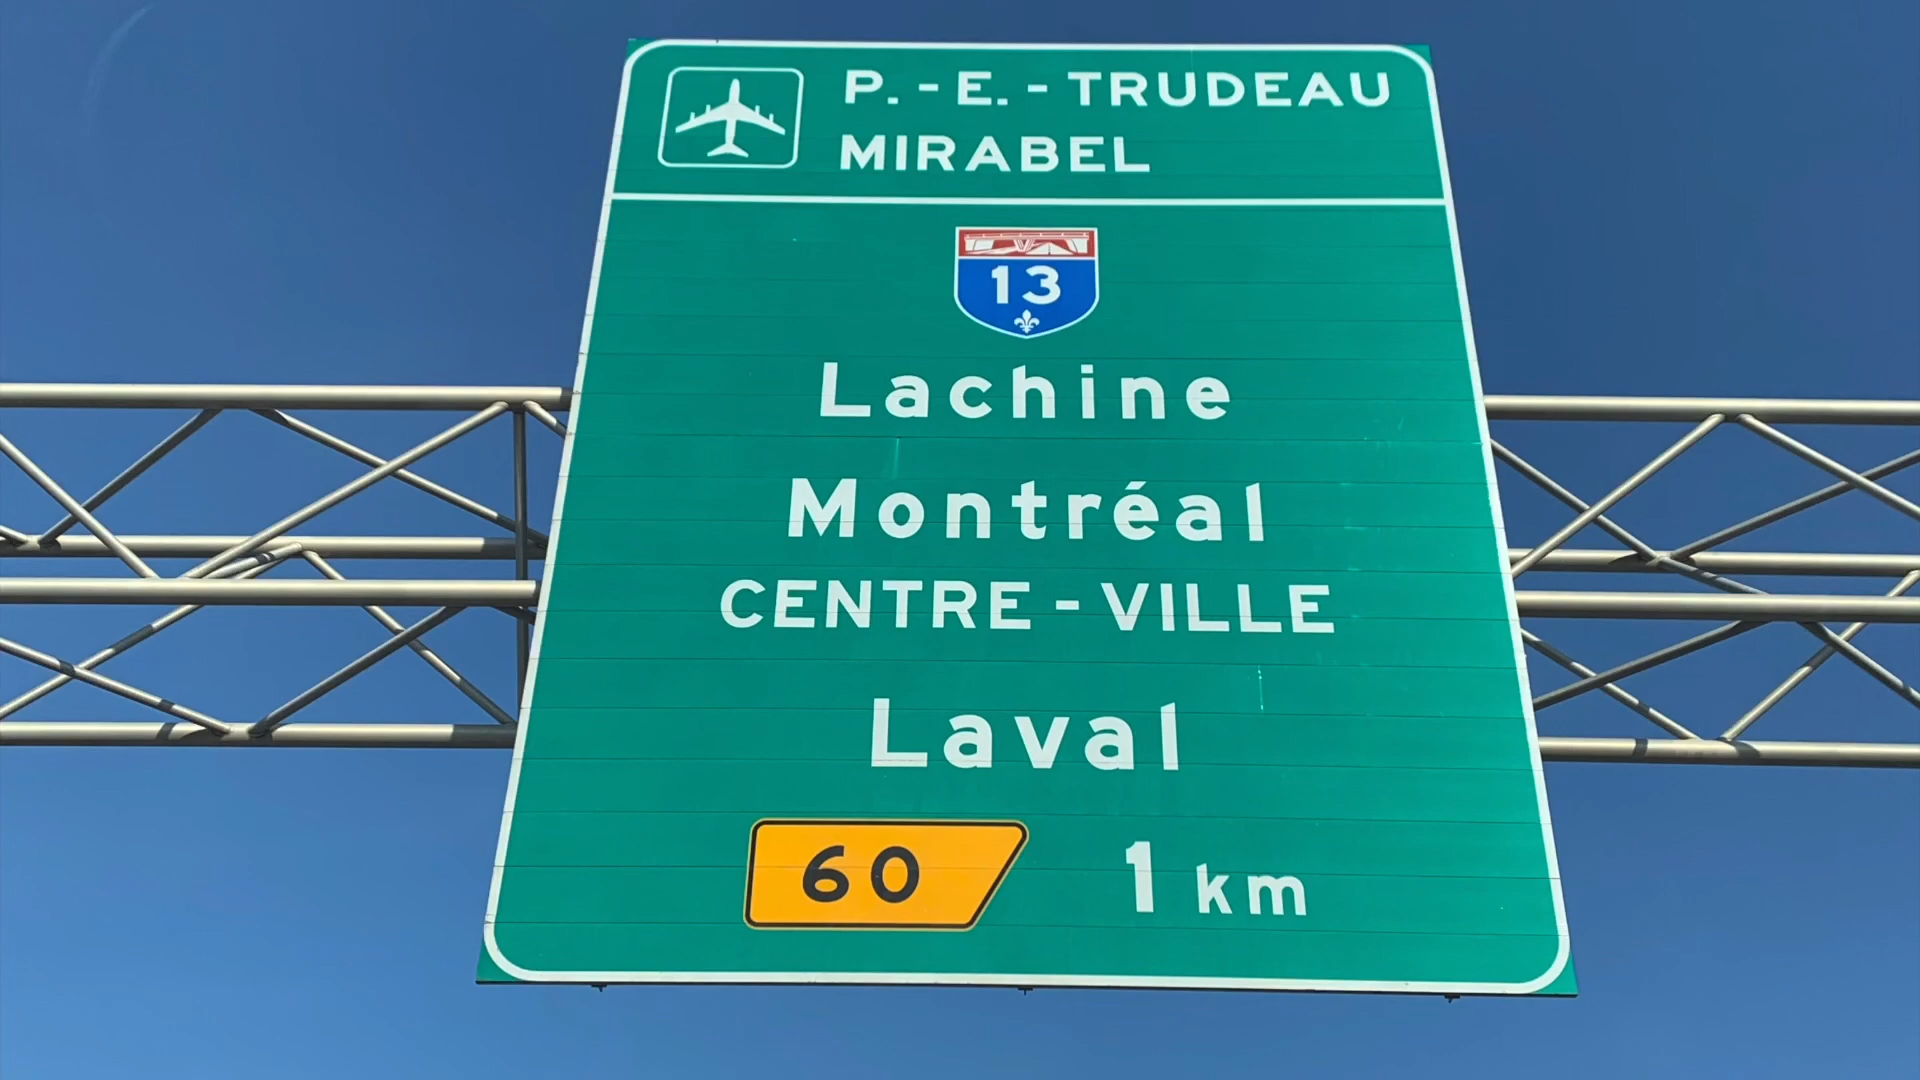 P.-E.-TRUDEAU
MIRABEL
13
Lachine
Montréal
CENTRE-VILLE
Laval
60 1 km